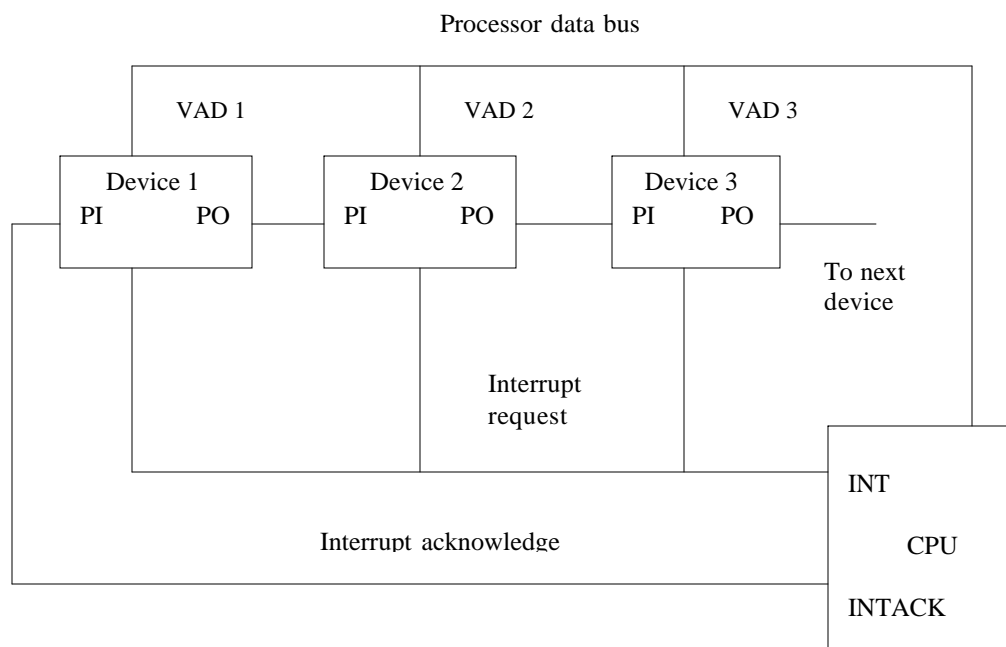 Processor data bus
VAD 1
VAD 2
VAD 3
Device 1
Device 2
Device 3
PI
PO
PI
PO
PI
PO
To next
device
Interrupt
request
INT
Interrupt acknowledge
CPU
INTACK